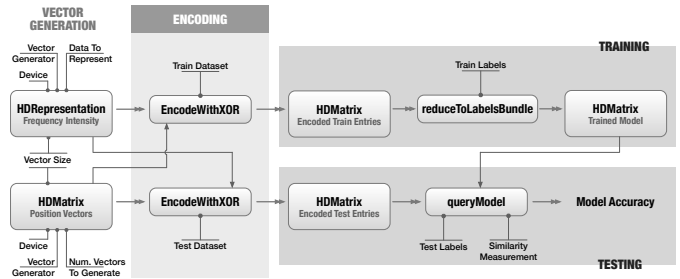 VECTOR
GENERATION
ENCODING
Vector
Generator
Data To
Represent
Device
Train Dataset
TRAINING
Train Labels
HDRepresentation
Frequency Intensity
EncodeWithXOR
HDMatrix
Encoded Train Entries
reduceToLabelsBundle
HDMatrix
Trained Model
Vector Size
HDMatrix
Position Vectors
EncodeWithXOR
HDMatrix
Encoded Test Entries
queryModel
Model Accuracy
Device
Test Dataset
Test Labels
Similarity
Measurement
Vector
Generator
Num. Vectors
To Generate
TESTING